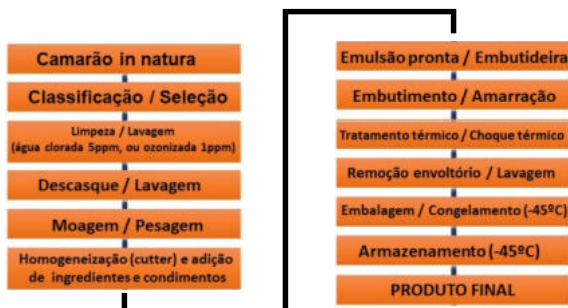 Camarão in natura
Classificação / Seleção
Limpeza / Lavagem
(água clorada 5ppm, ou ozonizada 1ppm)
Descasque / Lavagem
Moagem / Pesagem
Homogeneização (cutter) e adição
de ingredientes e condimentos
Emulsão pronta / Embutideira
Embutimento / Amarração
Tratamento térmico / Choque térmico
Remoção envoltório / Lavagem
Embalagem / Congelamento (-45ºC)
Armazenamento (-45ºC)
PRODUTO FINAL